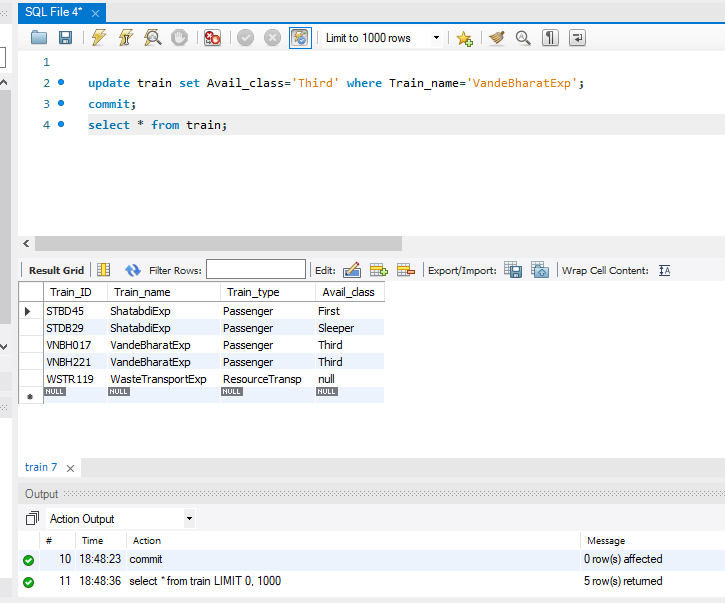 SQL File 4*
Limit to 1000 rows
1
2 update train set Avail_class='Third' where Train_name='VandeBharatExp';
3 commit;
4 select * from train;
Result Grid Filter Rows: Edit: Export/Import: Wrap Cell Content: IA
Train_ID Train_name Train_type Avail_class
STBD45 ShatabdiExp Passenger First
STDB29 ShatabdiExp Passenger Sleeper
VNBH017 VandeBharatExp Passenger Third
VNBH221 VandeBharatExp Passenger Third
WSTR119 WasteTransportExp ResourceTransp null
NULL NULL NULL NULL
train 7
Output
Action Output
# Time Action Message
10 18:48:23 commit 0 row(s) affected
11 18:48:36 select * from train LIMIT 0, 1000 5 row(s) returned